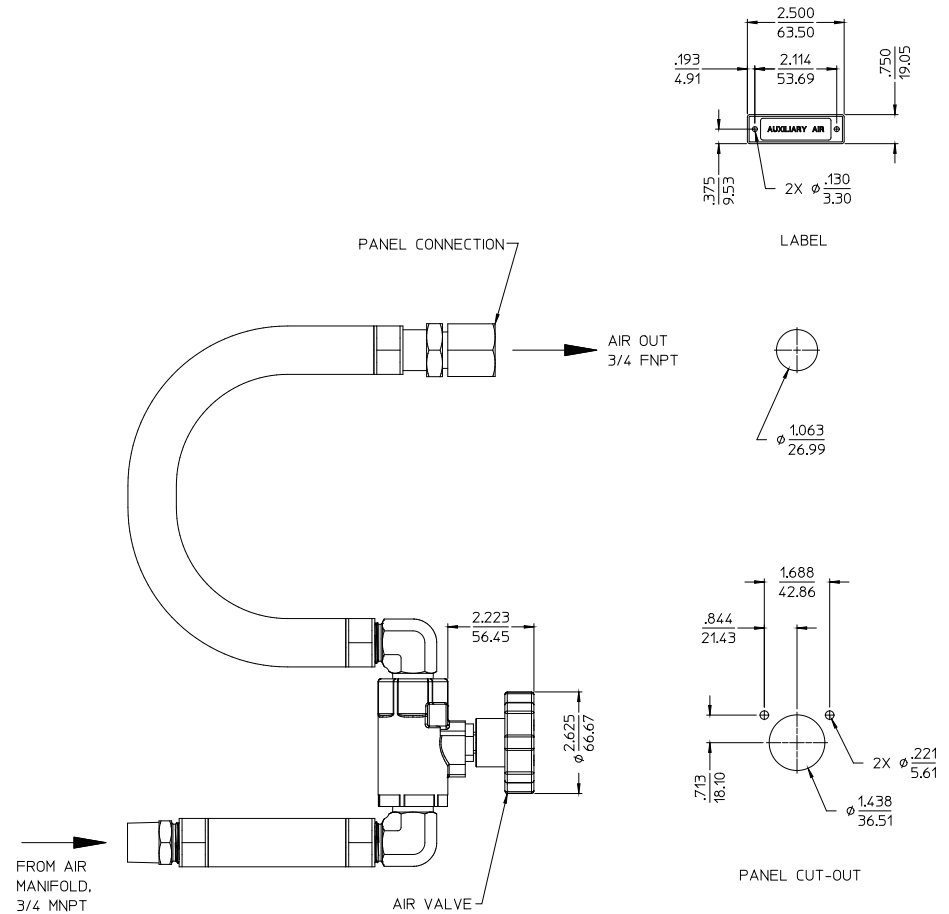 2.500
63.50
.193
4.91
2.114
53.69
.750
19.05
AUXILIARY AIR
.375
9.53
2X ⌀ .130
3.30
LABEL
PANEL CONNECTION
AIR OUT
3/4 FNPT
⌀ 1.063
26.99
1.688
42.86
.844
21.43
2.223
56.45
⌀ 2.625
66.67
.713
18.10
2X ⌀ .221
5.61
⌀ 1.438
36.51
PANEL CUT-OUT
FROM AIR
MANIFOLD,
3/4 MNPT
AIR VALVE